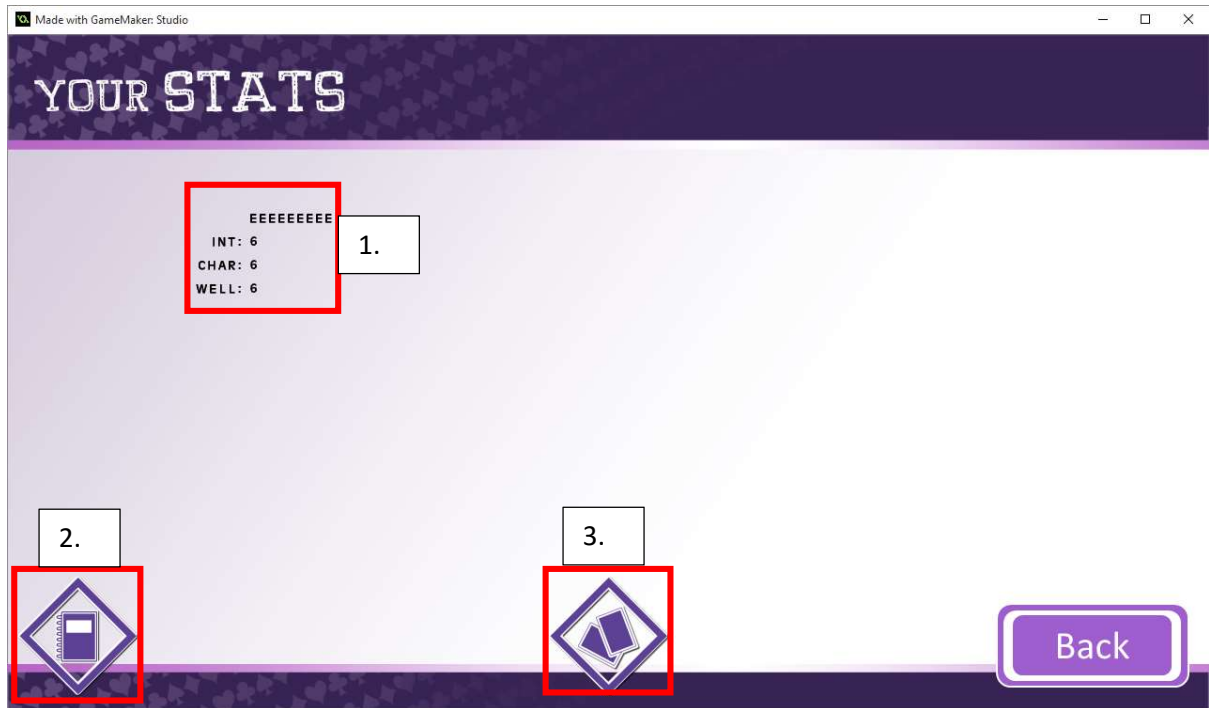 Made with GameMaker: Studio
YOUR STATS
EEEEEEEEE
INT: 6
CHAR: 6
WELL: 6
1.
2.
3.
Back